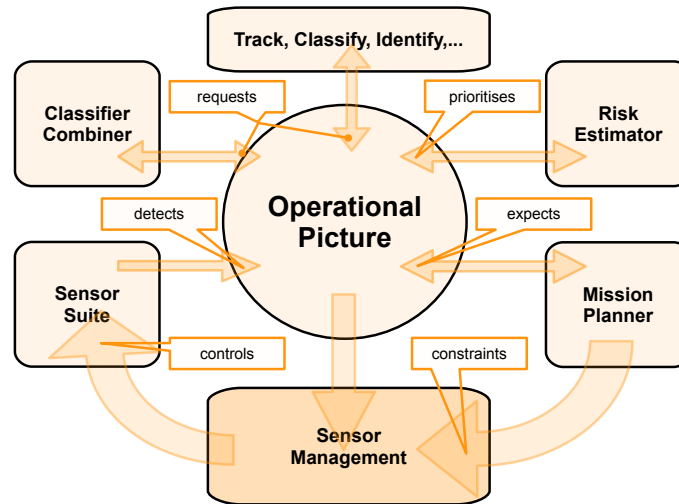 Track, Classify, Identify,...
Classifier
Combiner
requests
prioritises
Risk
Estimator
Operational
Picture
detects
expects
Sensor
Suite
Mission
Planner
controls
constraints
Sensor
Management